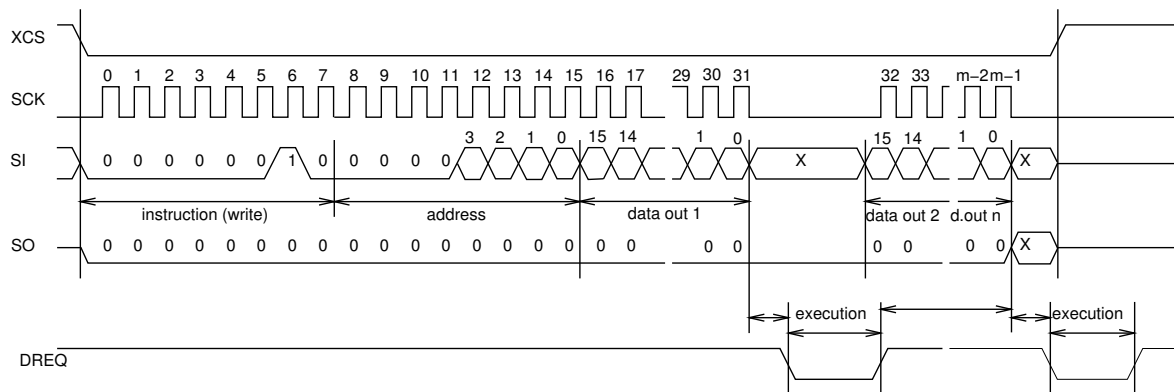 XCS
0 1 2 3 4 5 6 7 8 9 10 11 12 13 14 15 16 17 29 30 31 32 33 m-2 m-1
SCK
3 2 1 0 15 14 1 0 15 14 1 0
SI 0 0 0 0 0 0 1 0 0 0 0 0 X X
instruction (write) address data out 1 data out 2 d.out n
SO 0 0 0 0 0 0 0 0 0 0 0 0 0 0 0 0 0 0 0 0 0 0 0 0 X
execution execution
DREQ